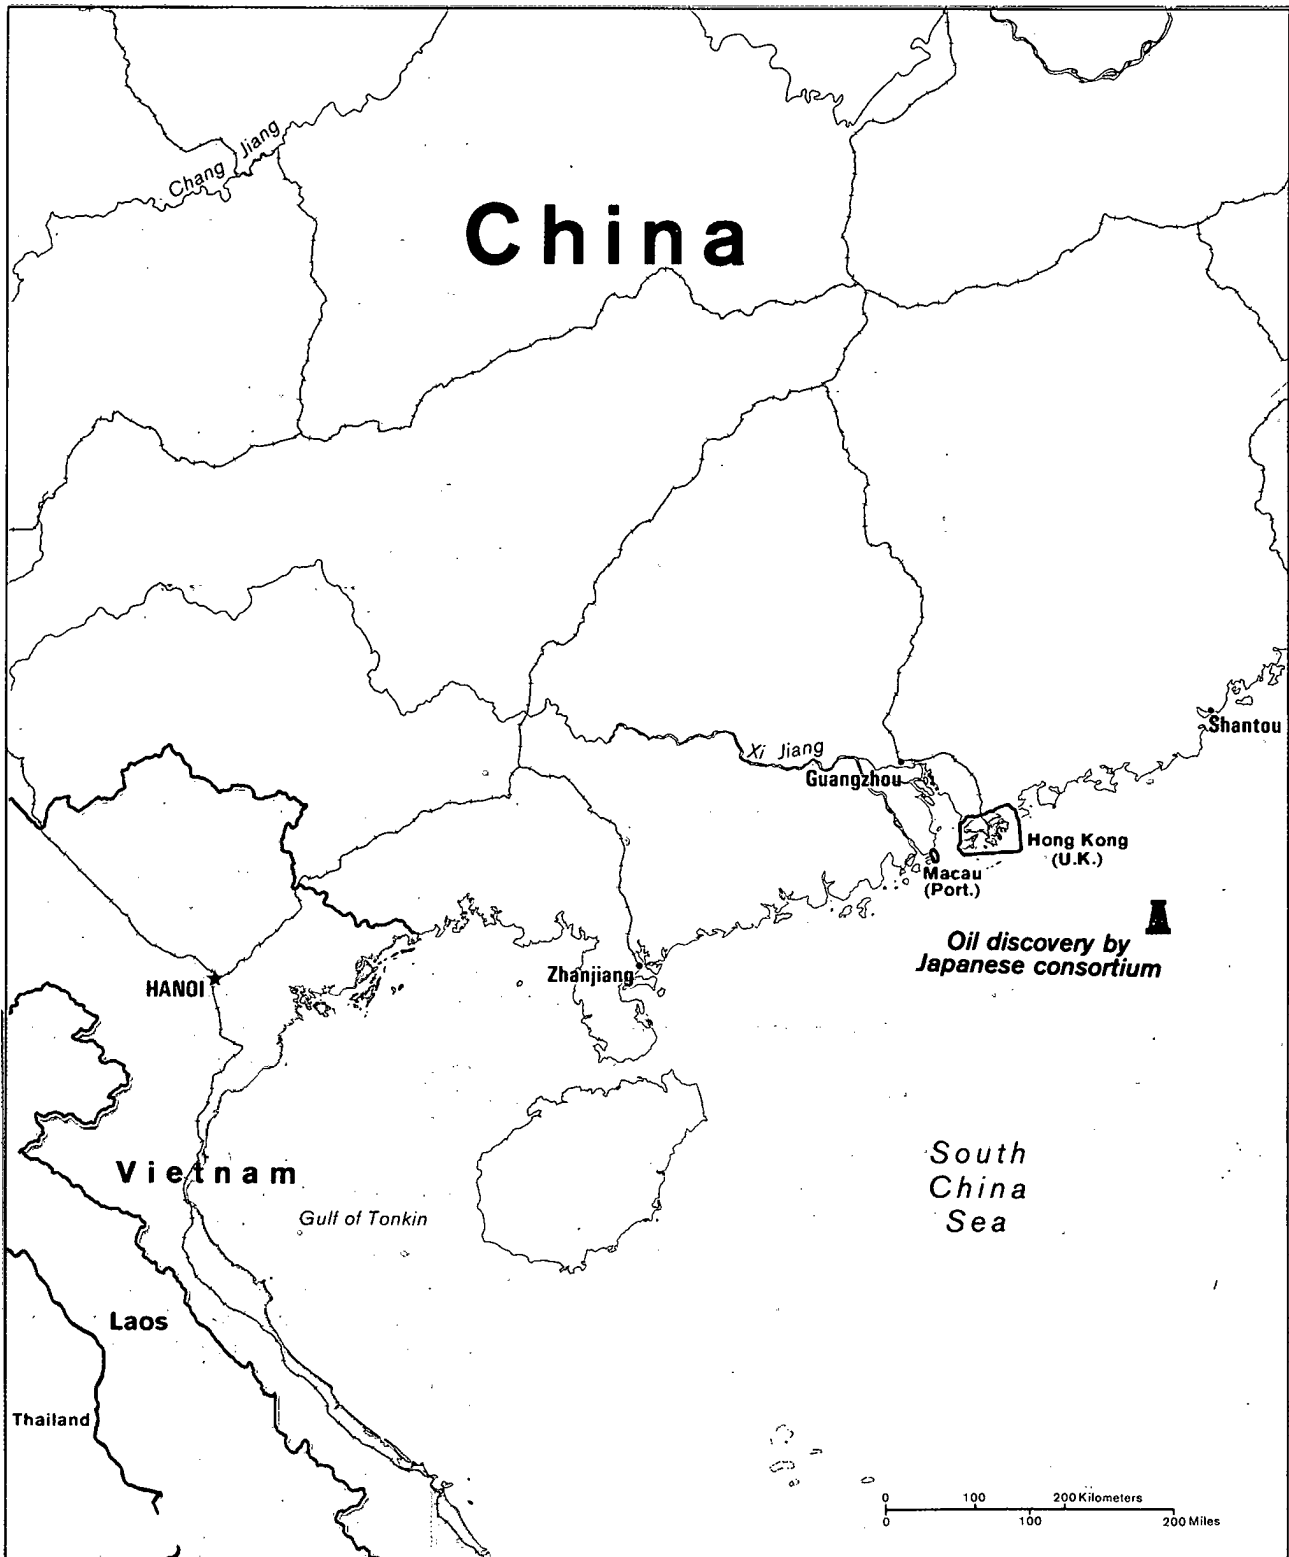 Chang Jiang
China
Shantou
Xi Jiang
Guangzhou
Hong Kong
(U.K.)
Macau
(Port.)
Oil discovery by
Japanese consortium
Zhanjiang
HANOI
South
China
Sea
Vietnam
Gulf of Tonkin
Laos
Thailand
0 100 200 Kilometers
0 100 200 Miles